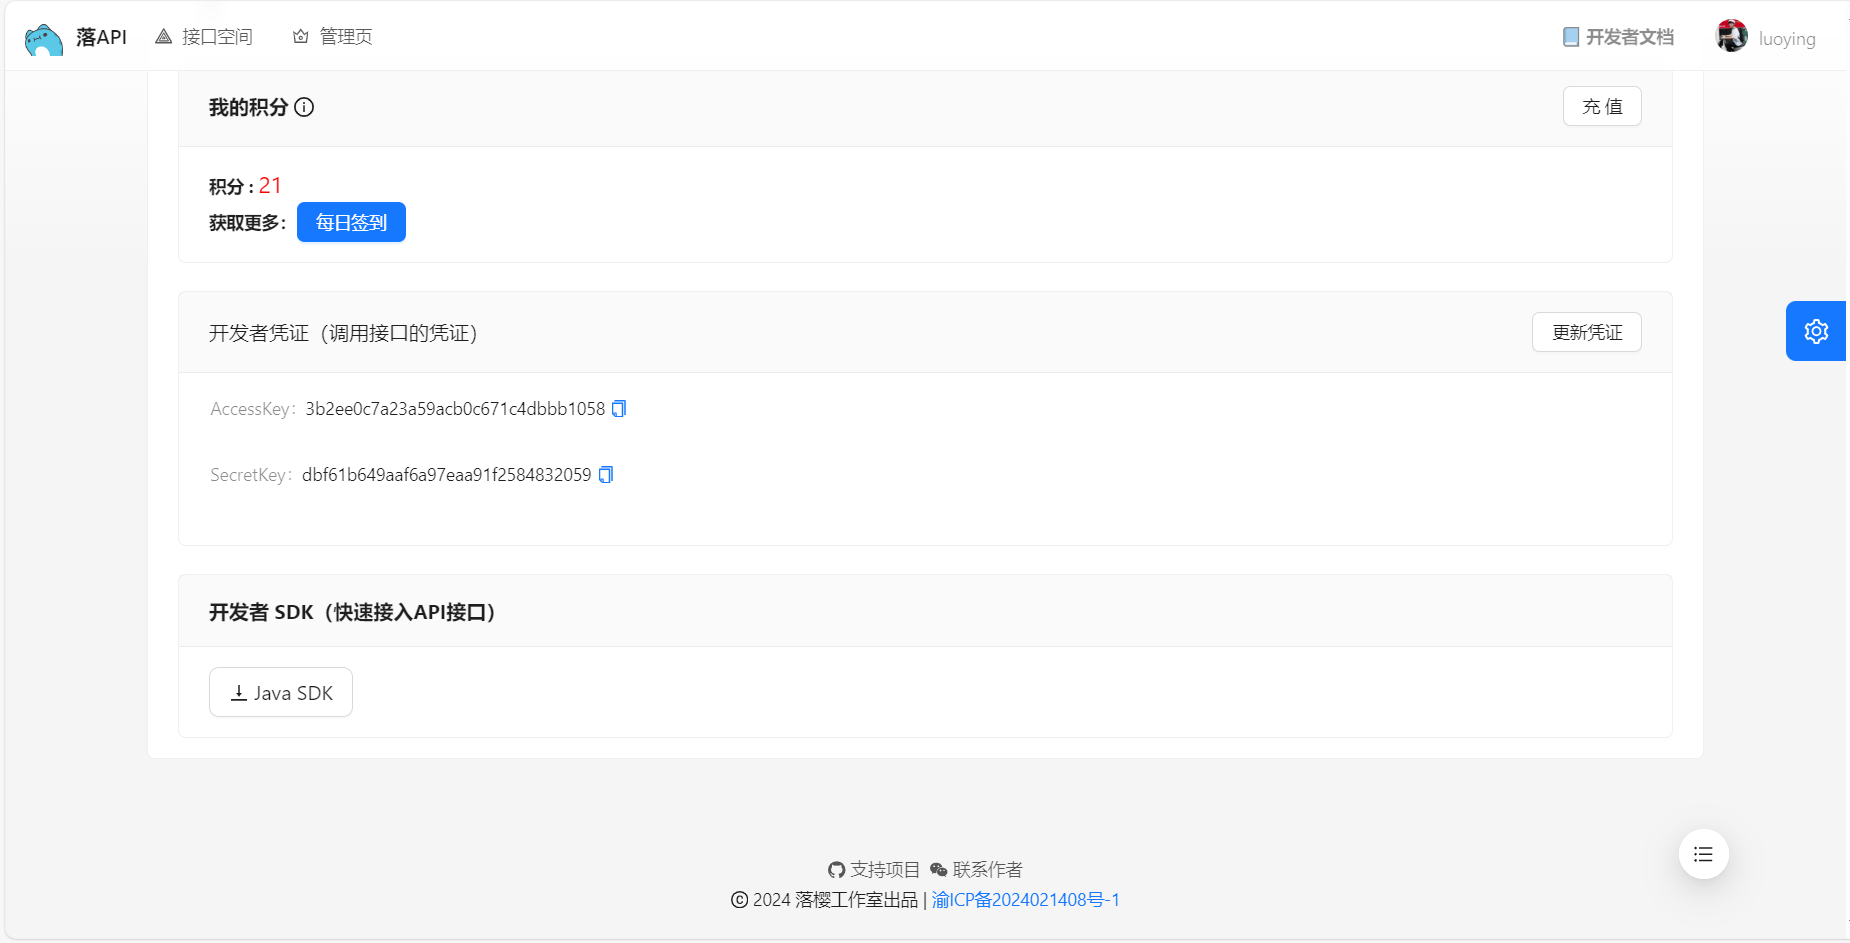 落API 接口空间 管理页 开发者文档 luoying
我的积分 充 值
积分 : 21
获取更多： 每日签到
开发者凭证（调用接口的凭证） 更新凭证
AccessKey：3b2ee0c7a23a59acb0c671c4dbbb1058
SecretKey：dbf61b649aaf6a97eaa91f2584832059
开发者 SDK（快速接入API接口）
Java SDK
支持项目 联系作者
© 2024 落樱工作室出品 | 渝ICP备2024021408号-1